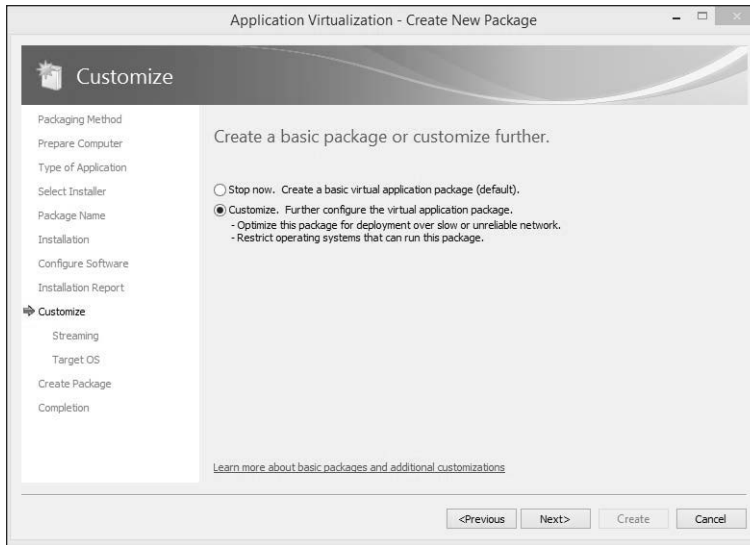 Application Virtualization - Create New Package
Customize
Packaging Method
Prepare Computer
Type of Application
Select Installer
Package Name
Installation
Configure Software
Installation Report
Customize
Streaming
Target OS
Create Package
Completion
Create a basic package or customize further.
Stop now. Create a basic virtual application package (default).
Customize. Further configure the virtual application package.
- Optimize this package for deployment over slow or unreliable network.
- Restrict operating systems that can run this package.
Learn more about basic packages and additional customizations
<Previous
Next>
Create
Cancel